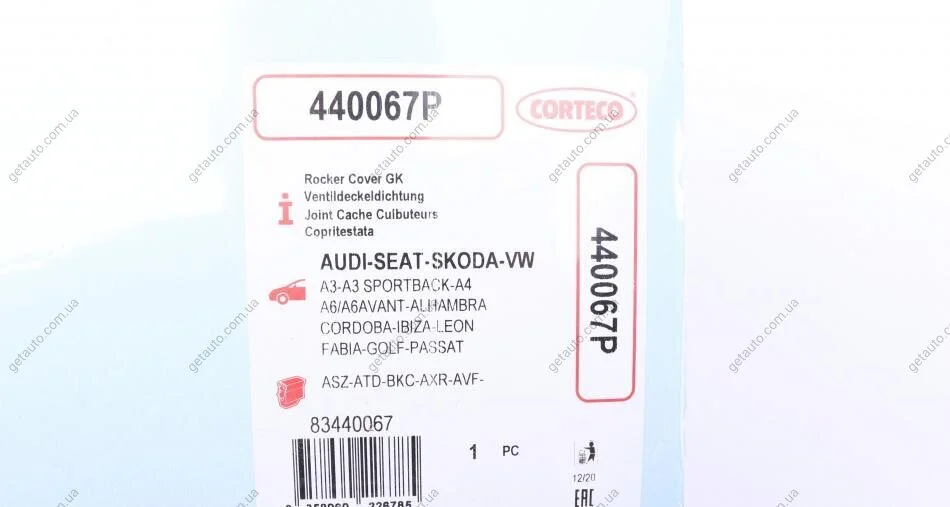 440067P
CORTECO
Rocker Cover GK
Ventildeckeldichtung
Joint Cache Culbuteurs
Copritestata
440067P
AUDI-SEAT-SKODA-VW
A3-A3 SPORTBACK-A4
A6/A6AVANT-ALHAMBRA
CORDOBA-IBIZA-LEON
FABIA-GOLF-PASSAT
ASZ-ATD-BKC-AXR-AVF-
83440067
1 PC
12/20
EAC
getauto.com.ua